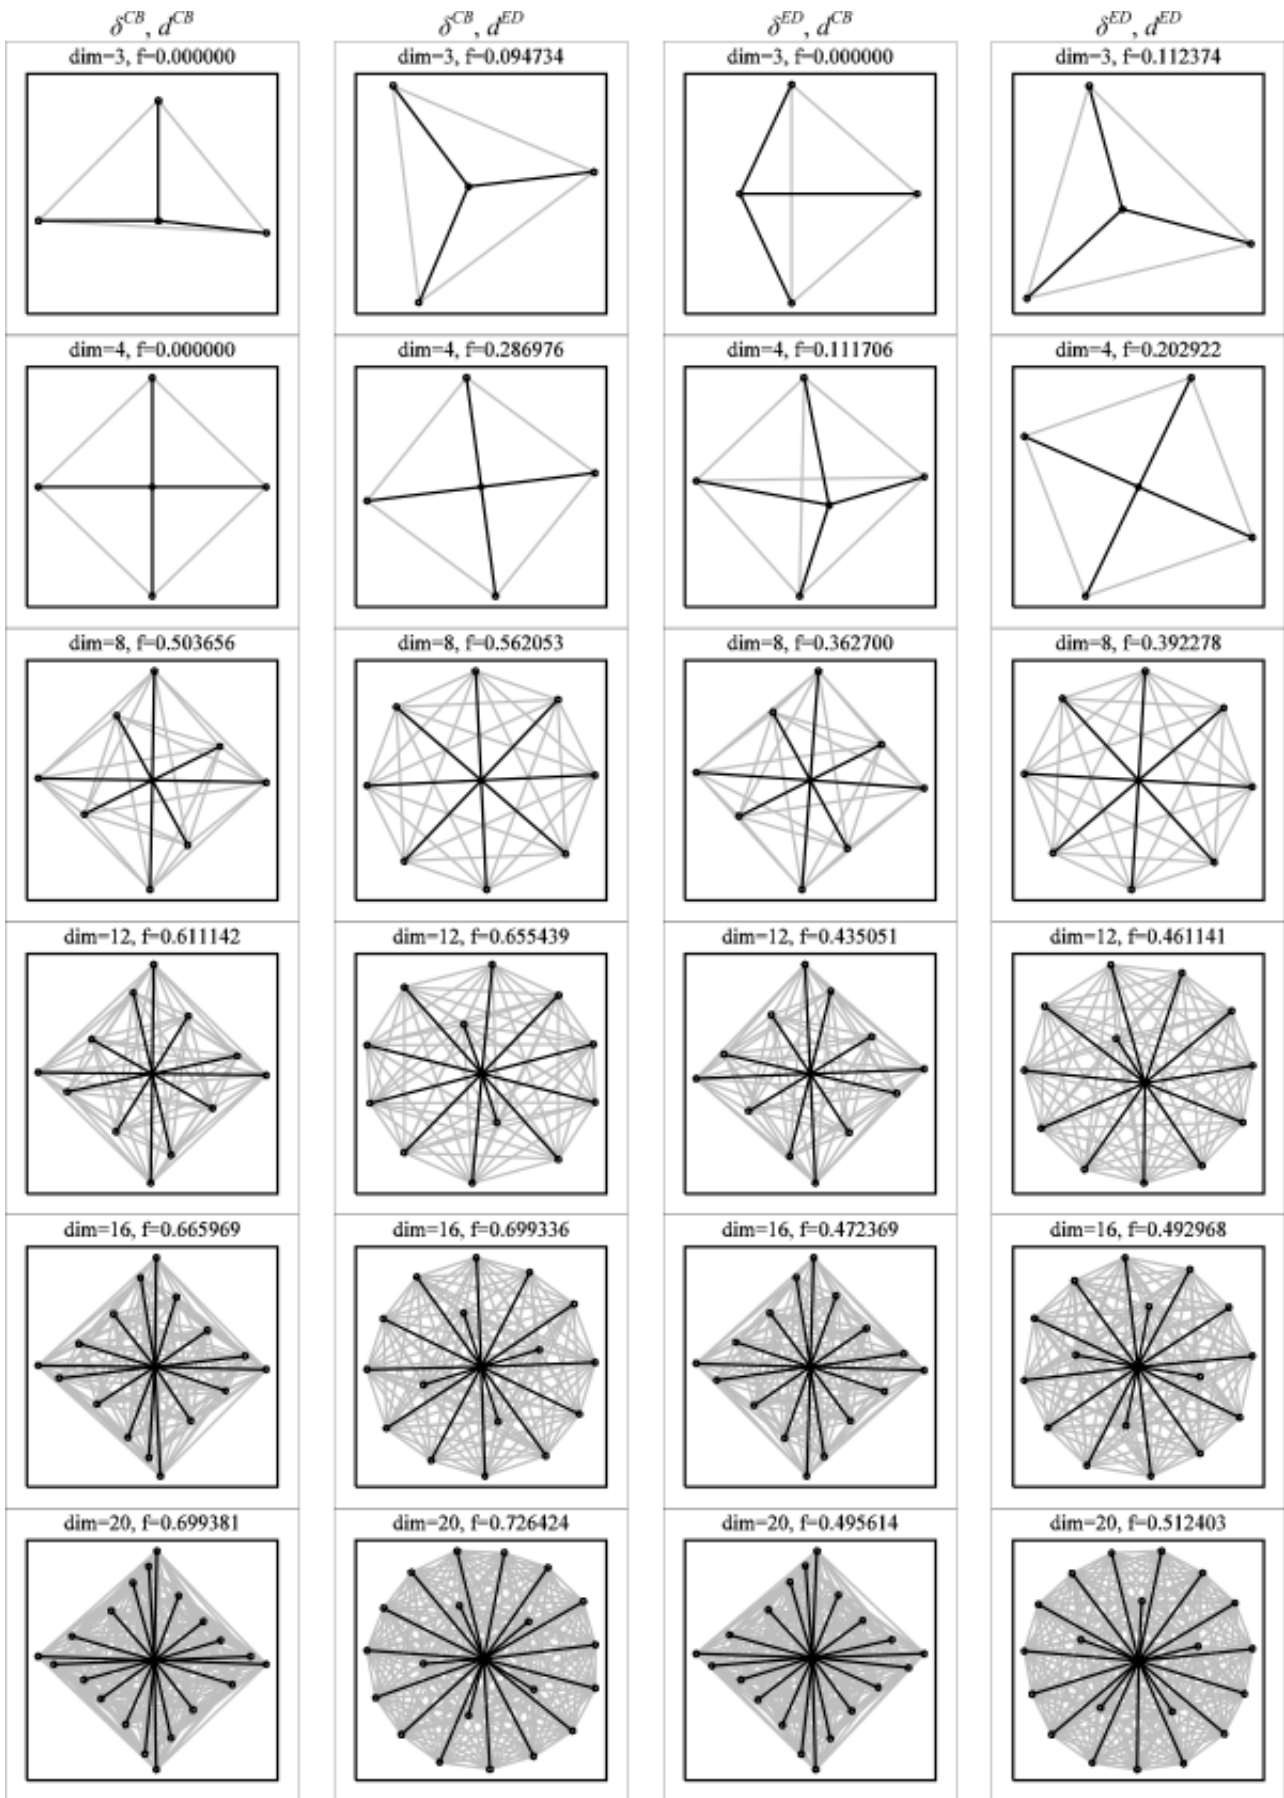 δ^CB, d^CB δ^CB, d^ED δ^ED, d^CB δ^ED, d^ED
dim=3, f=0.000000 dim=3, f=0.094734 dim=3, f=0.000000 dim=3, f=0.112374
dim=4, f=0.000000 dim=4, f=0.286976 dim=4, f=0.111706 dim=4, f=0.202922
dim=8, f=0.503656 dim=8, f=0.562053 dim=8, f=0.362700 dim=8, f=0.392278
dim=12, f=0.611142 dim=12, f=0.655439 dim=12, f=0.435051 dim=12, f=0.461141
dim=16, f=0.665969 dim=16, f=0.699336 dim=16, f=0.472369 dim=16, f=0.492968
dim=20, f=0.699381 dim=20, f=0.726424 dim=20, f=0.495614 dim=20, f=0.512403